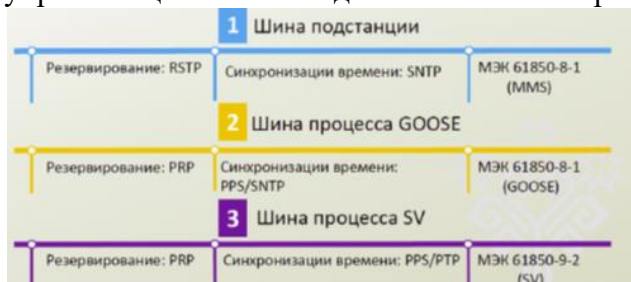 1 Шина подстанции
Резервирование: RSTP
Синхронизации времени: SNTP
МЭК 61850-8-1
(MMS)
2 Шина процесса GOOSE
Резервирование: PRP
Синхронизации времени:
PPS/SNTP
МЭК 61850-8-1
(GOOSE)
3 Шина процесса SV
Резервирование: PRP
Синхронизации времени: PPS/PTP
МЭК 61850-9-2
(SV)